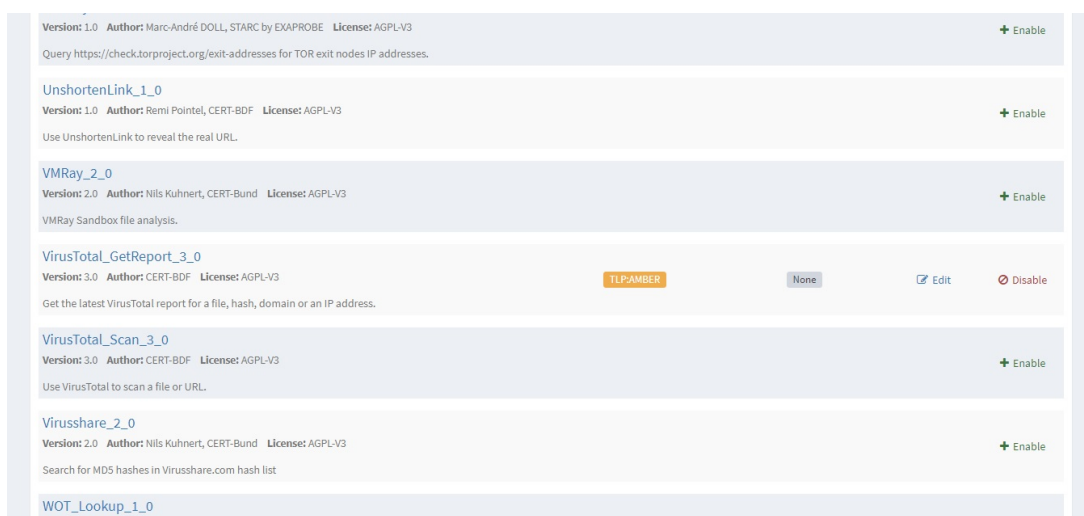 Version: 1.0 Author: Marc-André DOLL, STARC by EXAPROBE License: AGPL-V3
Enable
Query https://check.torproject.org/exit-addresses for TOR exit nodes IP addresses.
UnshortenLink_1_0
Version: 1.0 Author: Remi Pointel, CERT-BDF License: AGPL-V3
Enable
Use UnshortenLink to reveal the real URL.
VMRay_2_0
Version: 2.0 Author: Nils Kuhnert, CERT-Bund License: AGPL-V3
Enable
VMRay Sandbox file analysis.
VirusTotal_GetReport_3_0
Version: 3.0 Author: CERT-BDF License: AGPL-V3
TLP:AMBER None Edit Disable
Get the latest VirusTotal report for a file, hash, domain or an IP address.
VirusTotal_Scan_3_0
Version: 3.0 Author: CERT-BDF License: AGPL-V3
Enable
Use VirusTotal to scan a file or URL.
Virusshare_2_0
Version: 2.0 Author: Nils Kuhnert, CERT-Bund License: AGPL-V3
Enable
Search for MD5 hashes in Virusshare.com hash list
WOT_Lookup_1_0